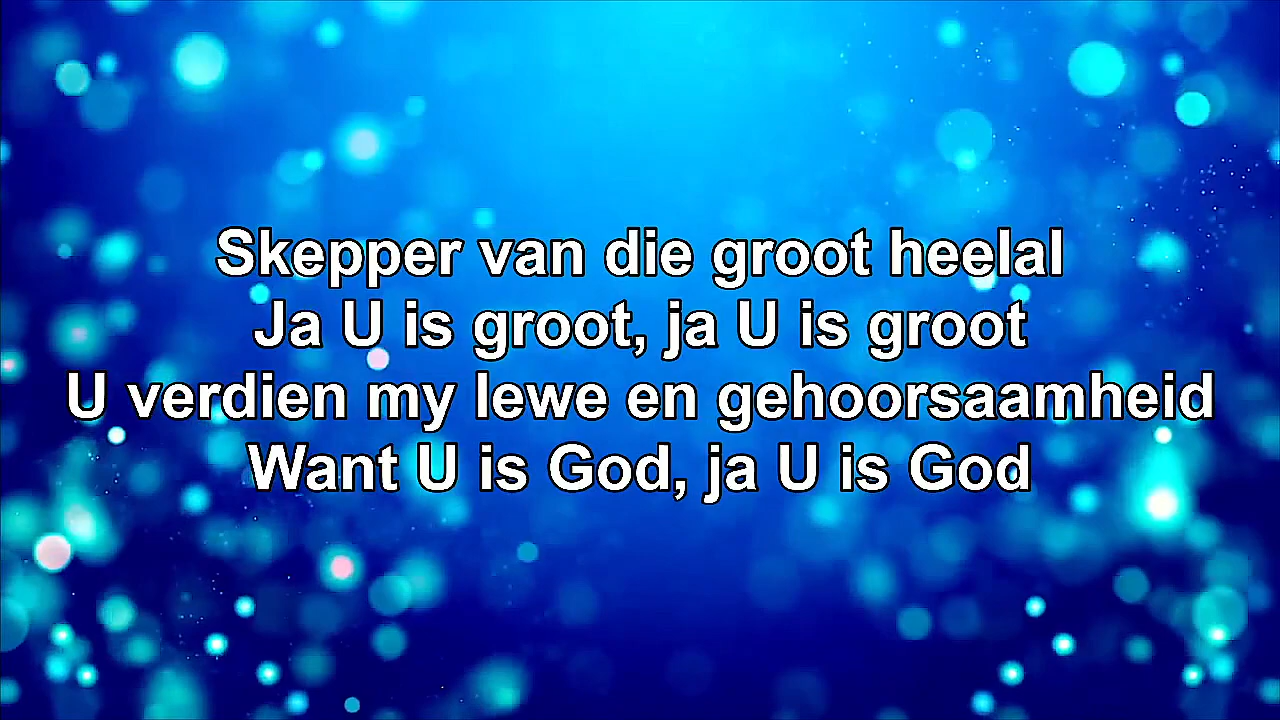 Skepper van die groot heelal
Ja U is groot, ja U is groot
U verdien my lewe en gehoorsaamheid
Want U is God, ja U is God